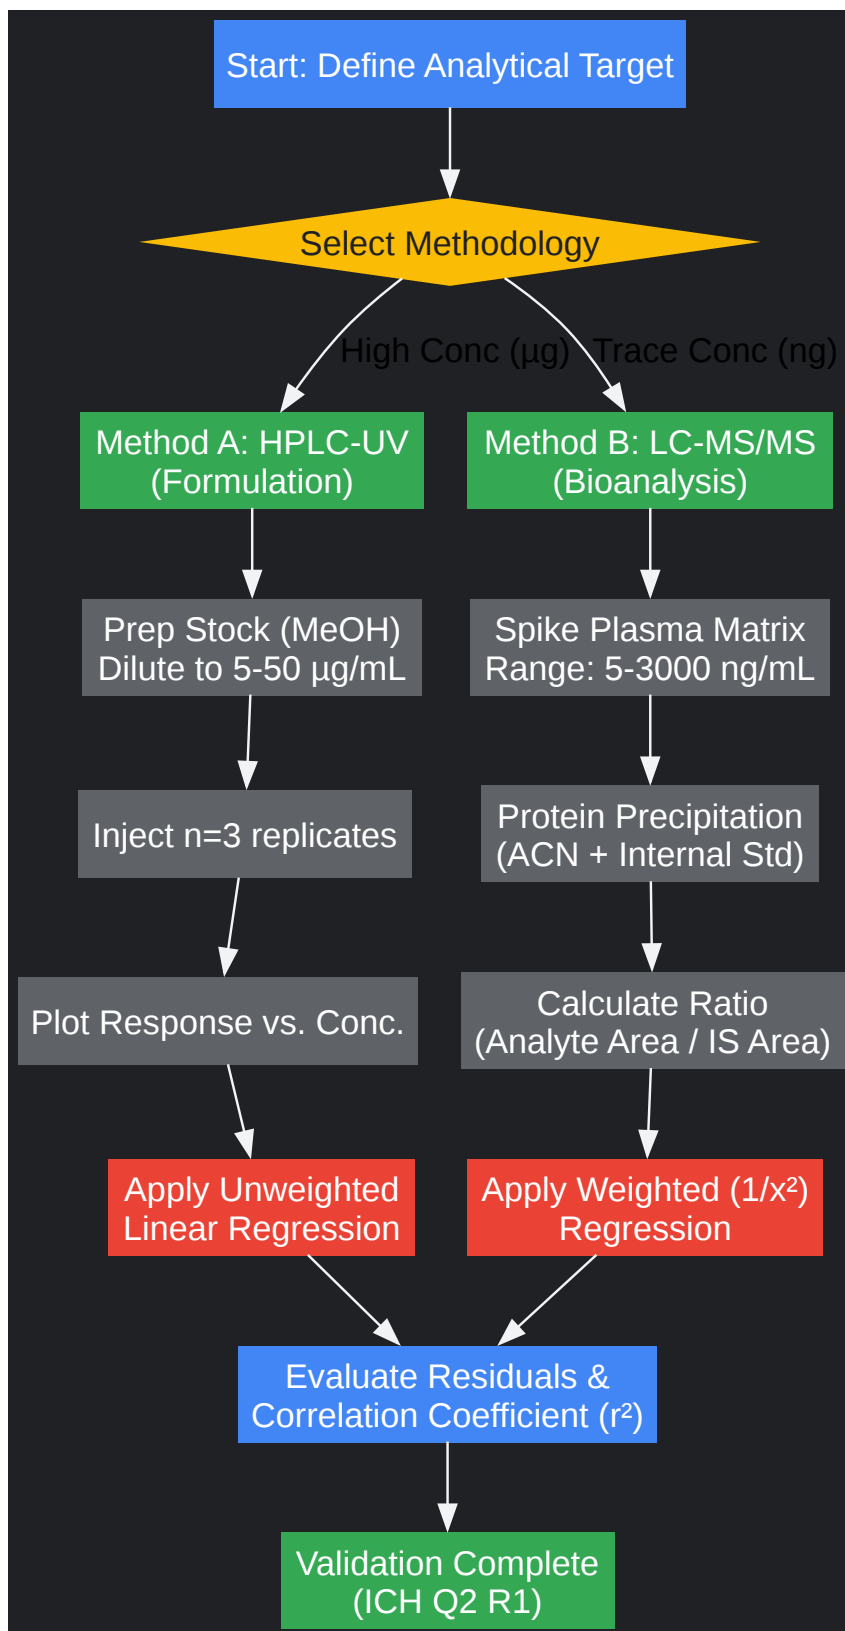 Start: Define Analytical Target
Select Methodology
High Conc (µg)
Trace Conc (ng)
Method A: HPLC-UV
(Formulation)
Method B: LC-MS/MS
(Bioanalysis)
Prep Stock (MeOH)
Dilute to 5-50 µg/mL
Spike Plasma Matrix
Range: 5-3000 ng/mL
Inject n=3 replicates
Protein Precipitation
(ACN + Internal Std)
Plot Response vs. Conc.
Calculate Ratio
(Analyte Area / IS Area)
Apply Unweighted
Linear Regression
Apply Weighted (1/x²)
Regression
Evaluate Residuals &
Correlation Coefficient (r²)
Validation Complete
(ICH Q2 R1)